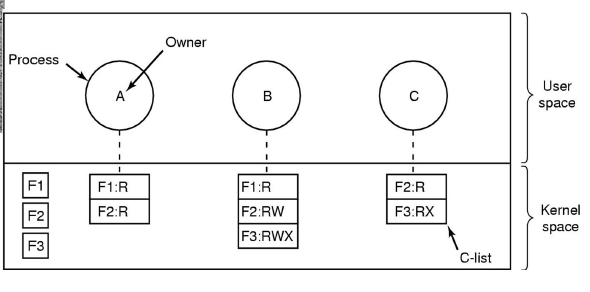 Owner
Process
A
B
C
User
space
F1
F2
F3
F1:R
F2:R
F1:R
F2:RW
F3:RWX
F2:R
F3:RX
C-list
Kernel
space